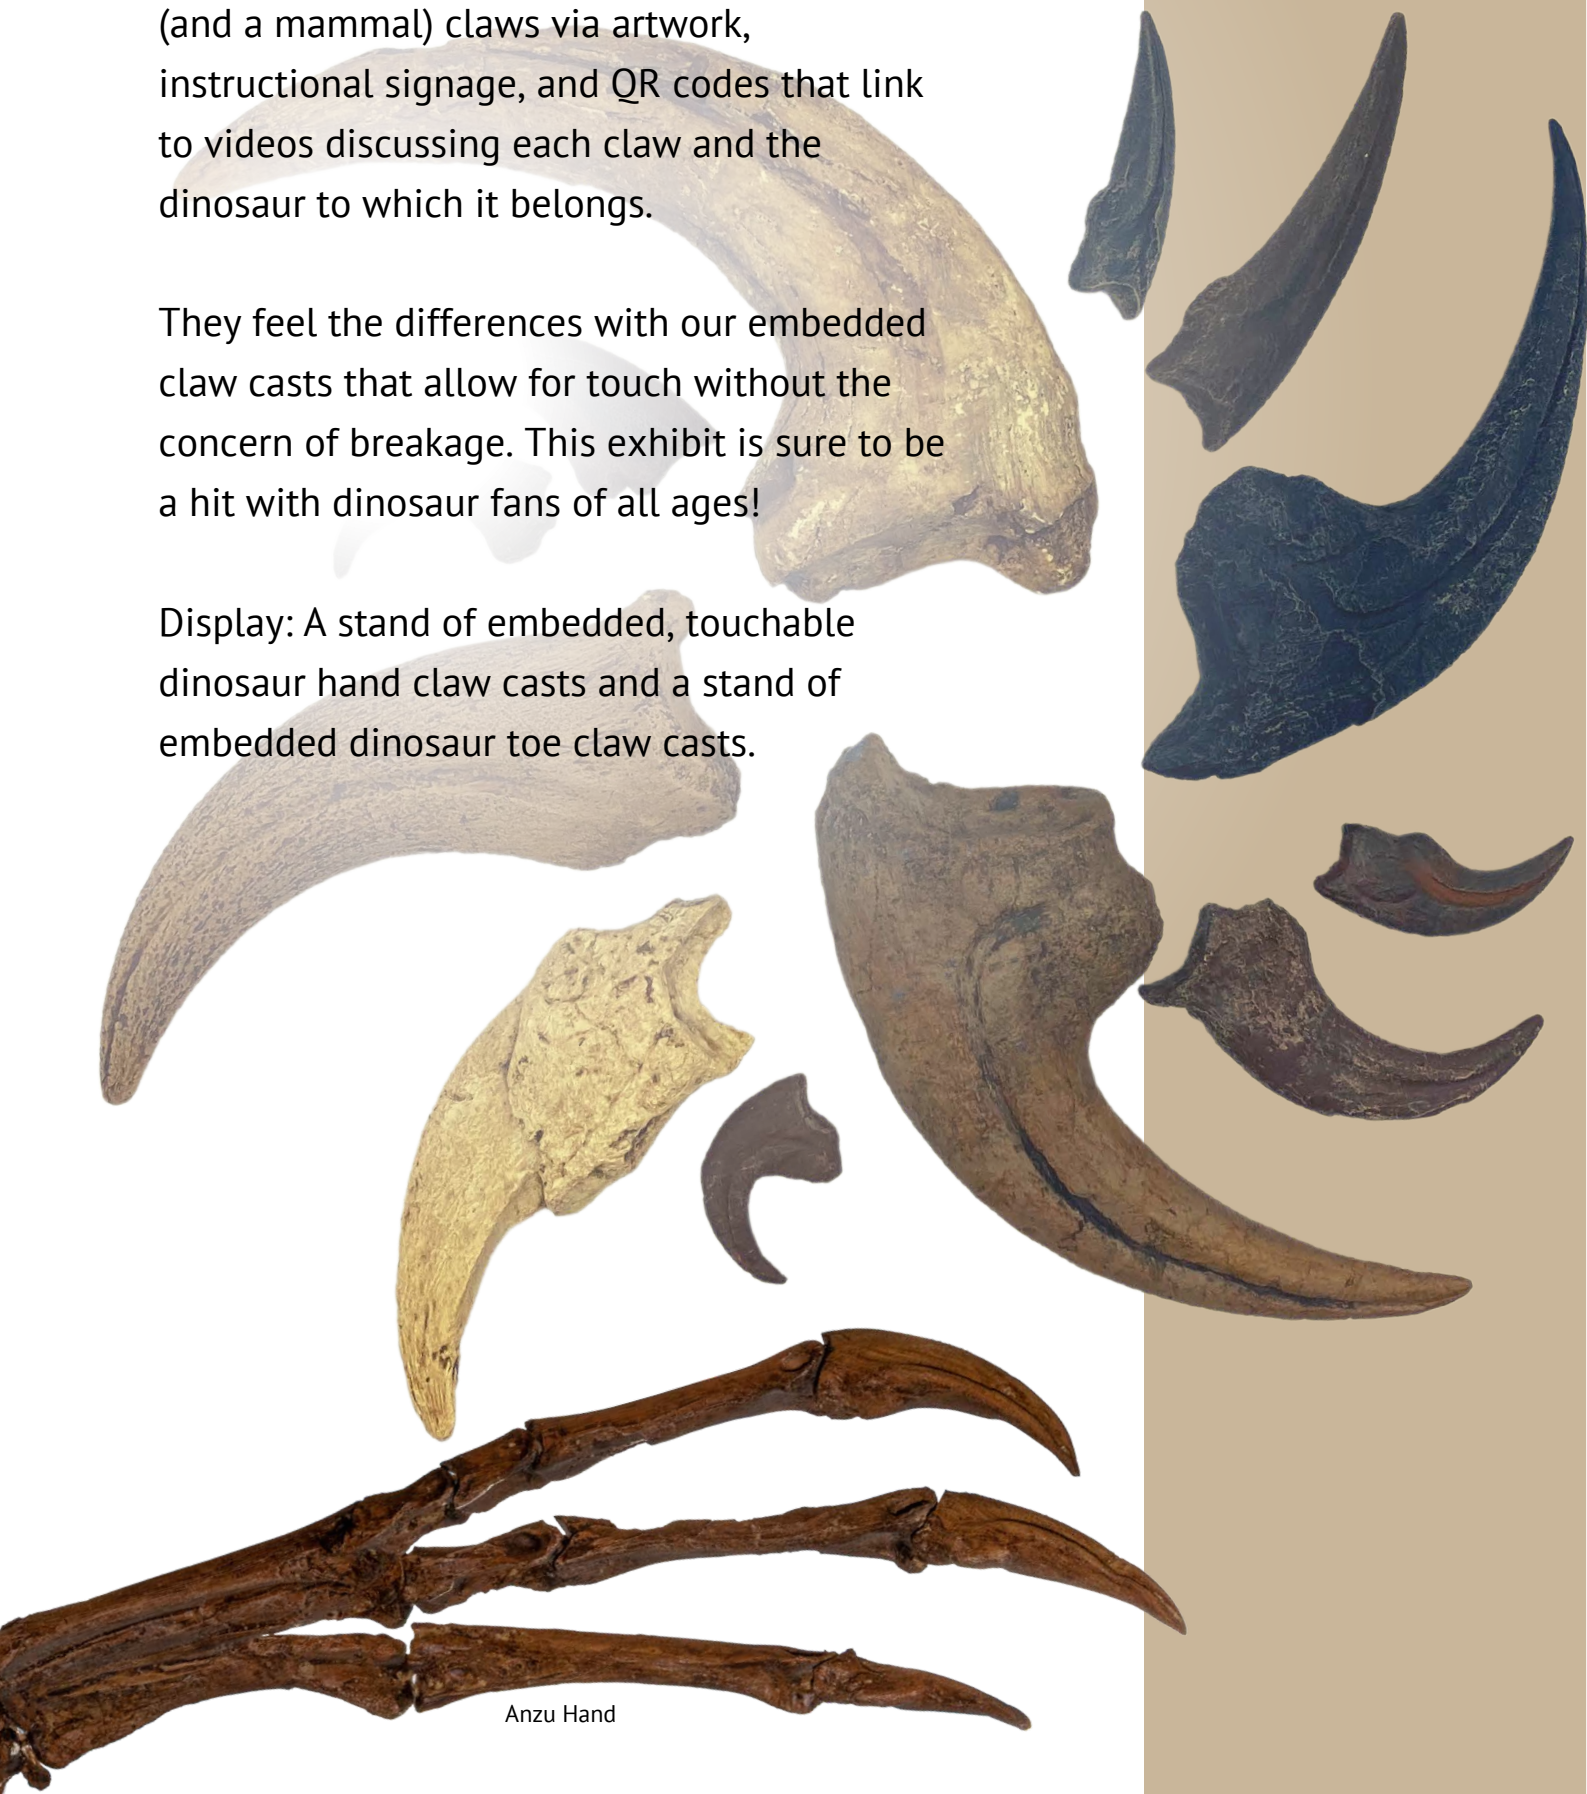 (and a mammal) claws via artwork,
instructional signage, and QR codes that link
to videos discussing each claw and the
dinosaur to which it belongs.
They feel the differences with our embedded
claw casts that allow for touch without the
concern of breakage. This exhibit is sure to be
a hit with dinosaur fans of all ages!
Display: A stand of embedded, touchable
dinosaur hand claw casts and a stand of
embedded dinosaur toe claw casts.
Anzu Hand